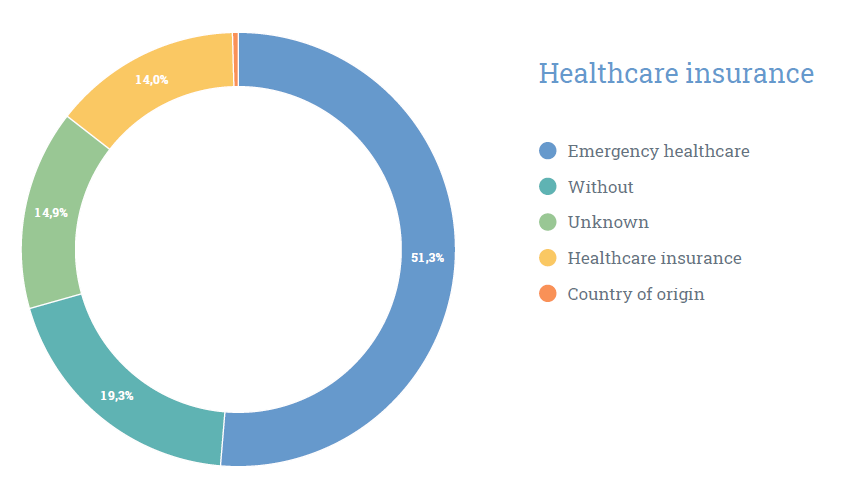 Healthcare insurance
Emergency healthcare
Without
Unknown
Healthcare insurance
Country of origin
14,0%
14,9%
51,3%
19,3%